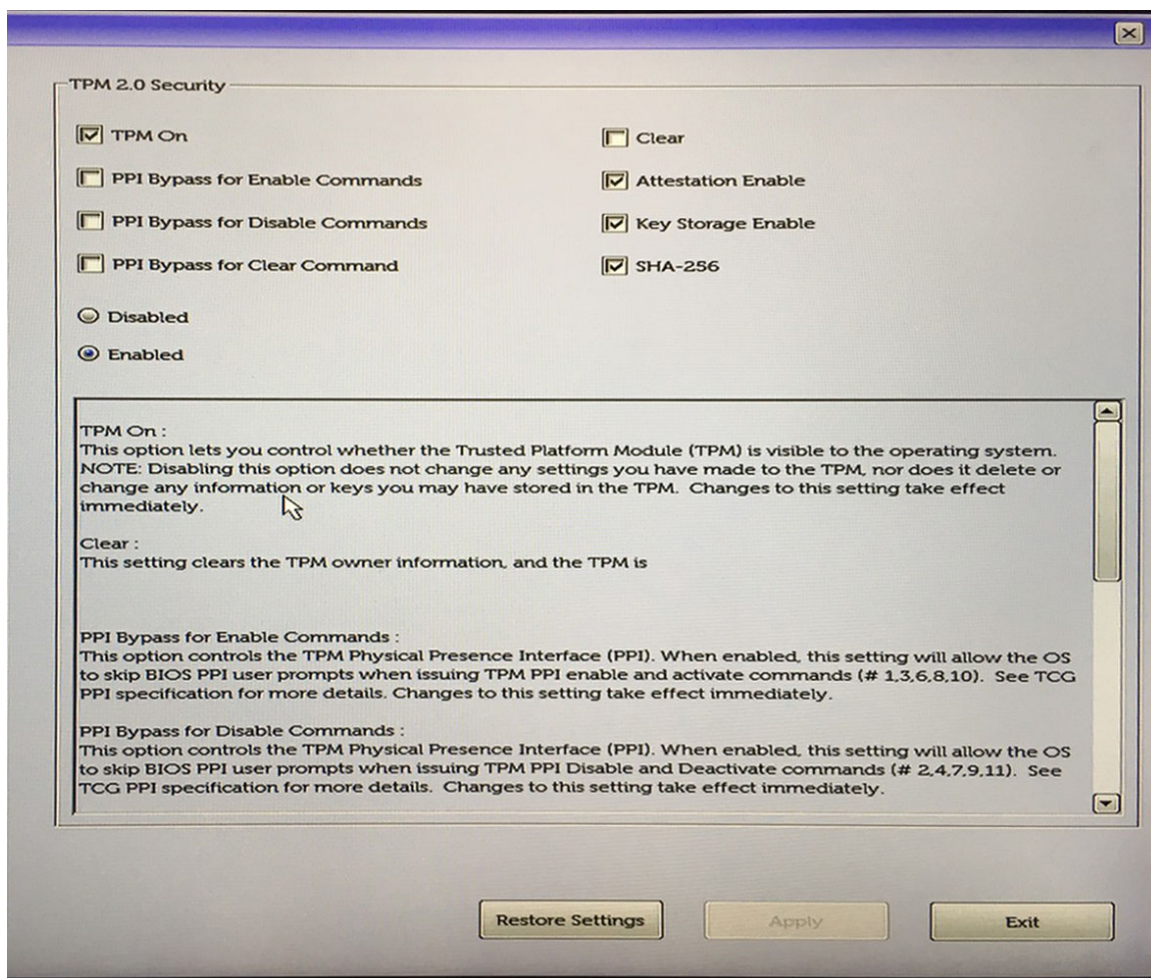 TPM 2.0 Security
TPM On
Clear
PPI Bypass for Enable Commands
Attestation Enable
PPI Bypass for Disable Commands
Key Storage Enable
PPI Bypass for Clear Command
SHA-256
Disabled
Enabled
TPM On :
This option lets you control whether the Trusted Platform Module (TPM) is visible to the operating system.
NOTE: Disabling this option does not change any settings you have made to the TPM, nor does it delete or
change any information or keys you may have stored in the TPM. Changes to this setting take effect
immediately.
Clear :
This setting clears the TPM owner information, and the TPM is
PPI Bypass for Enable Commands :
This option controls the TPM Physical Presence Interface (PPI). When enabled, this setting will allow the OS
to skip BIOS PPI user prompts when issuing TPM PPI enable and activate commands (# 1,3,6,8,10). See TCG
PPI specification for more details. Changes to this setting take effect immediately.
PPI Bypass for Disable Commands :
This option controls the TPM Physical Presence Interface (PPI). When enabled, this setting will allow the OS
to skip BIOS PPI user prompts when issuing TPM PPI Disable and Deactivate commands (# 2,4,7,9,11). See
TCG PPI specification for more details. Changes to this setting take effect immediately.
Restore Settings
Apply
Exit